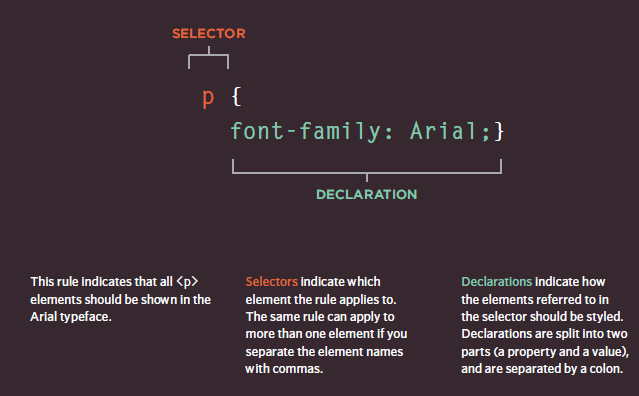 SELECTOR
p {
font-family: Arial;}
DECLARATION
This rule indicates that all <p>
elements should be shown in the
Arial typeface.
Selectors indicate which
element the rule applies to.
The same rule can apply to
more than one element if you
separate the element names
with commas.
Declarations indicate how
the elements referred to in
the selector should be styled.
Declarations are split into two
parts (a property and a value),
and are separated by a colon.